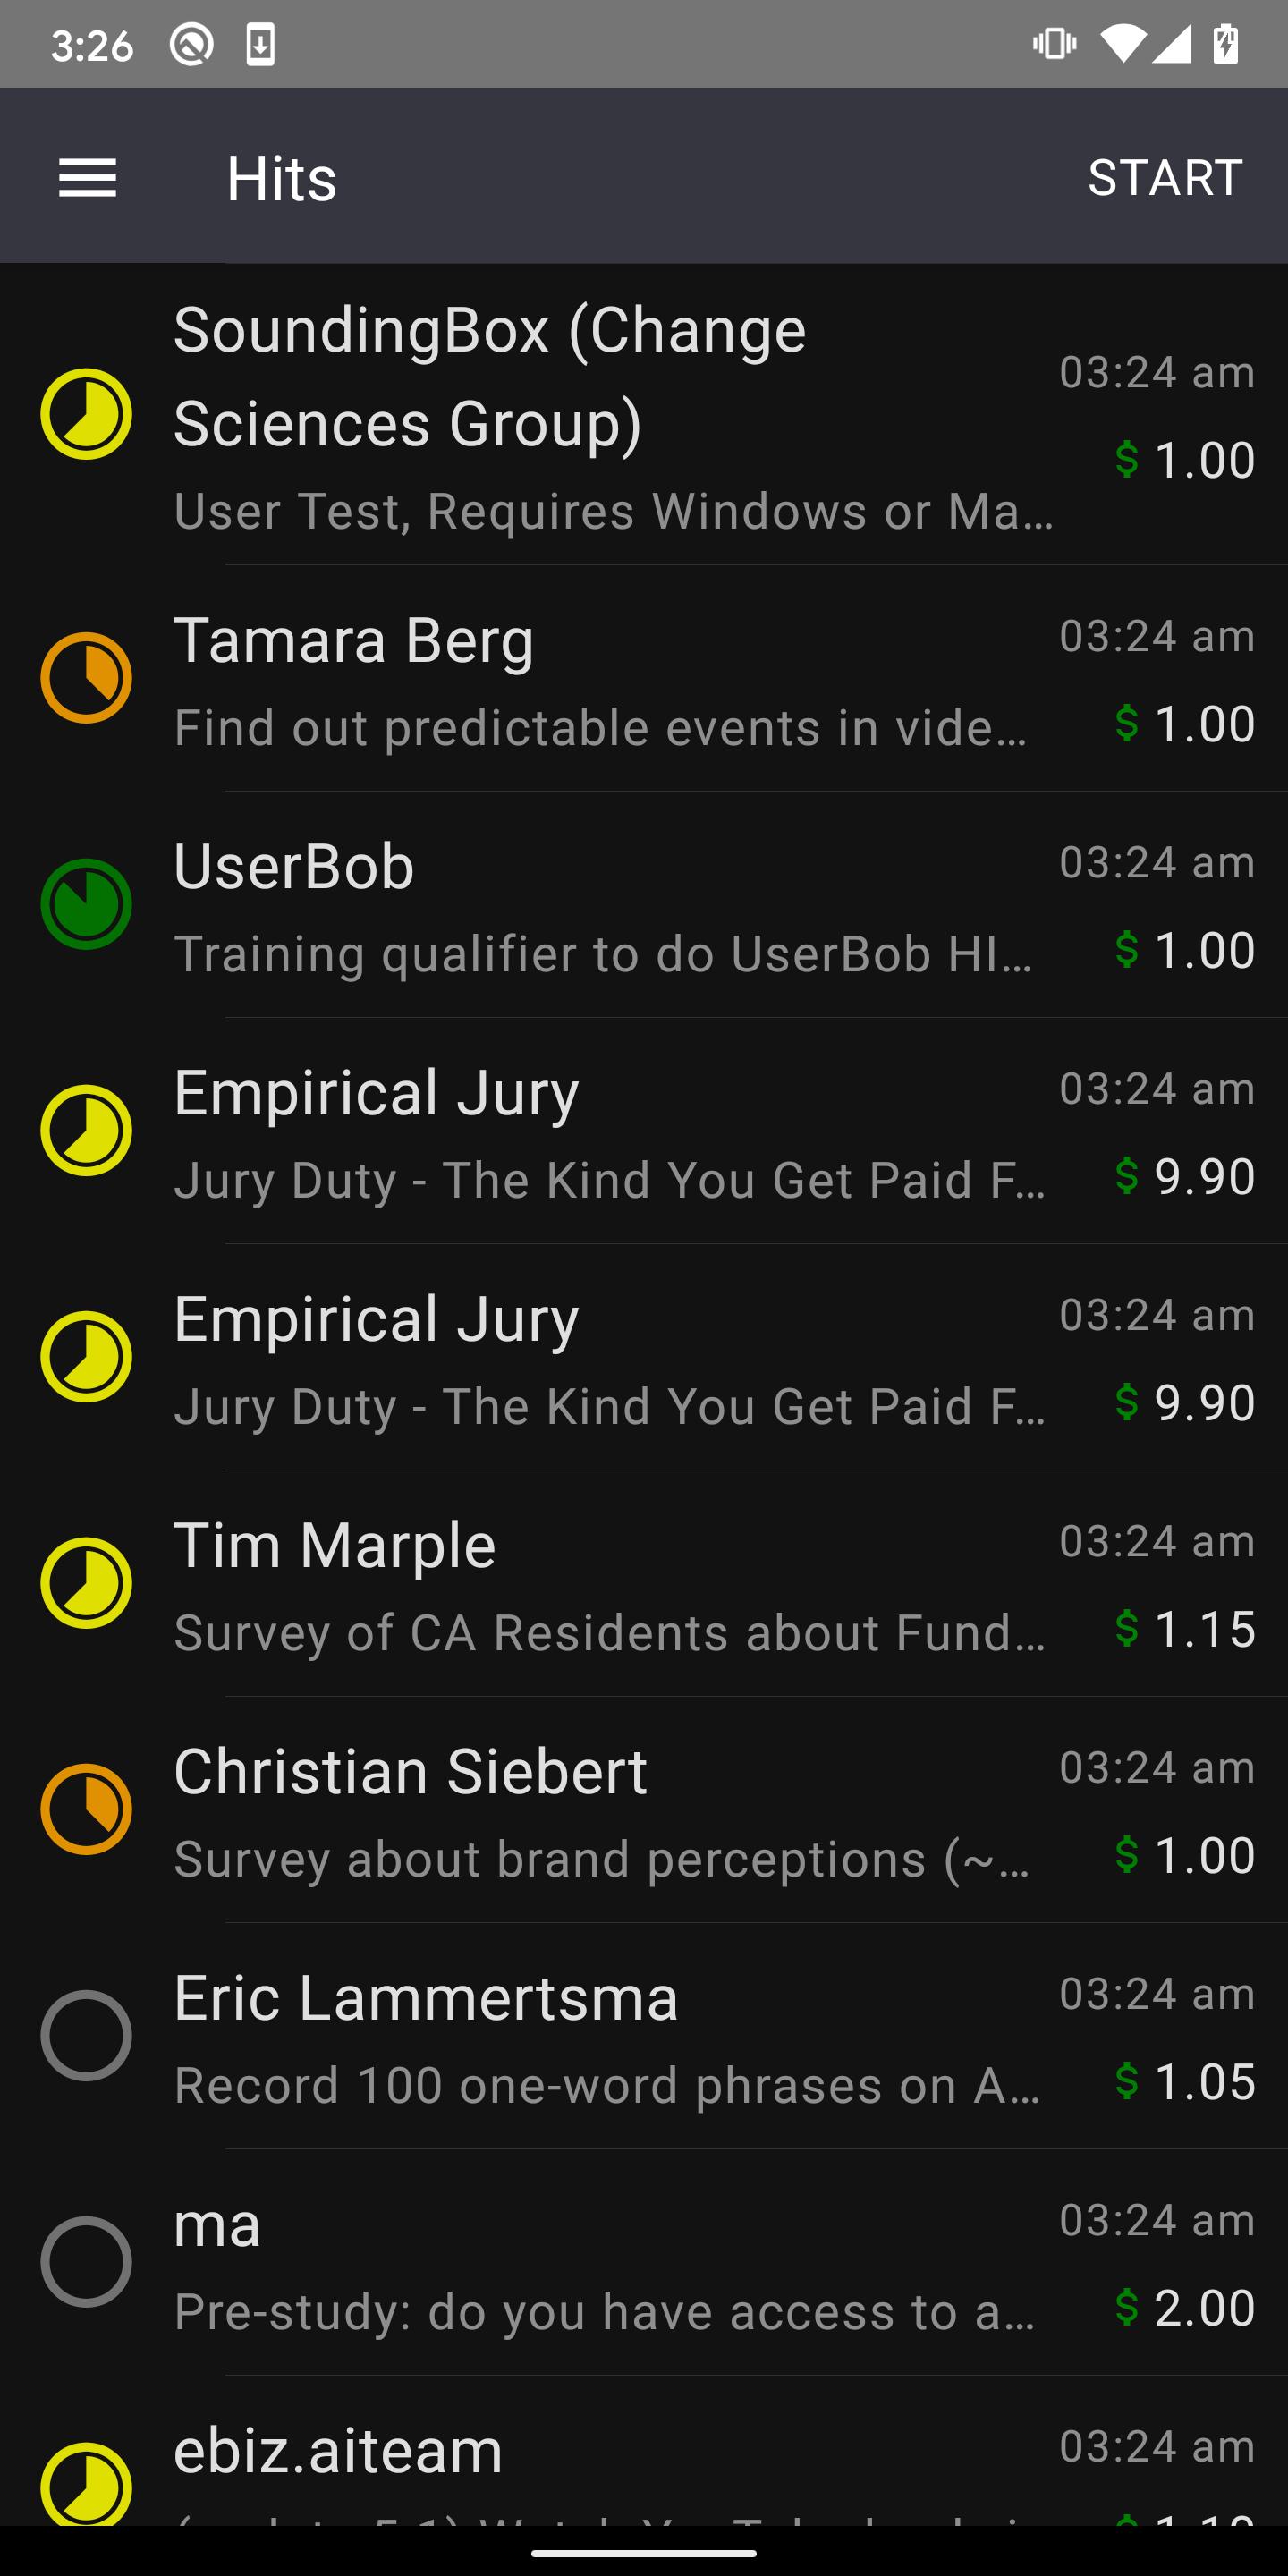 3:26
Hits START
SoundingBox (Change
Sciences Group)
03:24 am
$ 1.00
User Test, Requires Windows or Ma…
Tamara Berg 03:24 am
Find out predictable events in vide… $ 1.00
UserBob 03:24 am
Training qualifier to do UserBob HI… $ 1.00
Empirical Jury 03:24 am
Jury Duty - The Kind You Get Paid F… $ 9.90
Empirical Jury 03:24 am
Jury Duty - The Kind You Get Paid F… $ 9.90
Tim Marple 03:24 am
Survey of CA Residents about Fund… $ 1.15
Christian Siebert 03:24 am
Survey about brand perceptions (~… $ 1.00
Eric Lammertsma 03:24 am
Record 100 one-word phrases on A… $ 1.05
ma 03:24 am
Pre-study: do you have access to a… $ 2.00
ebiz.aiteam 03:24 am